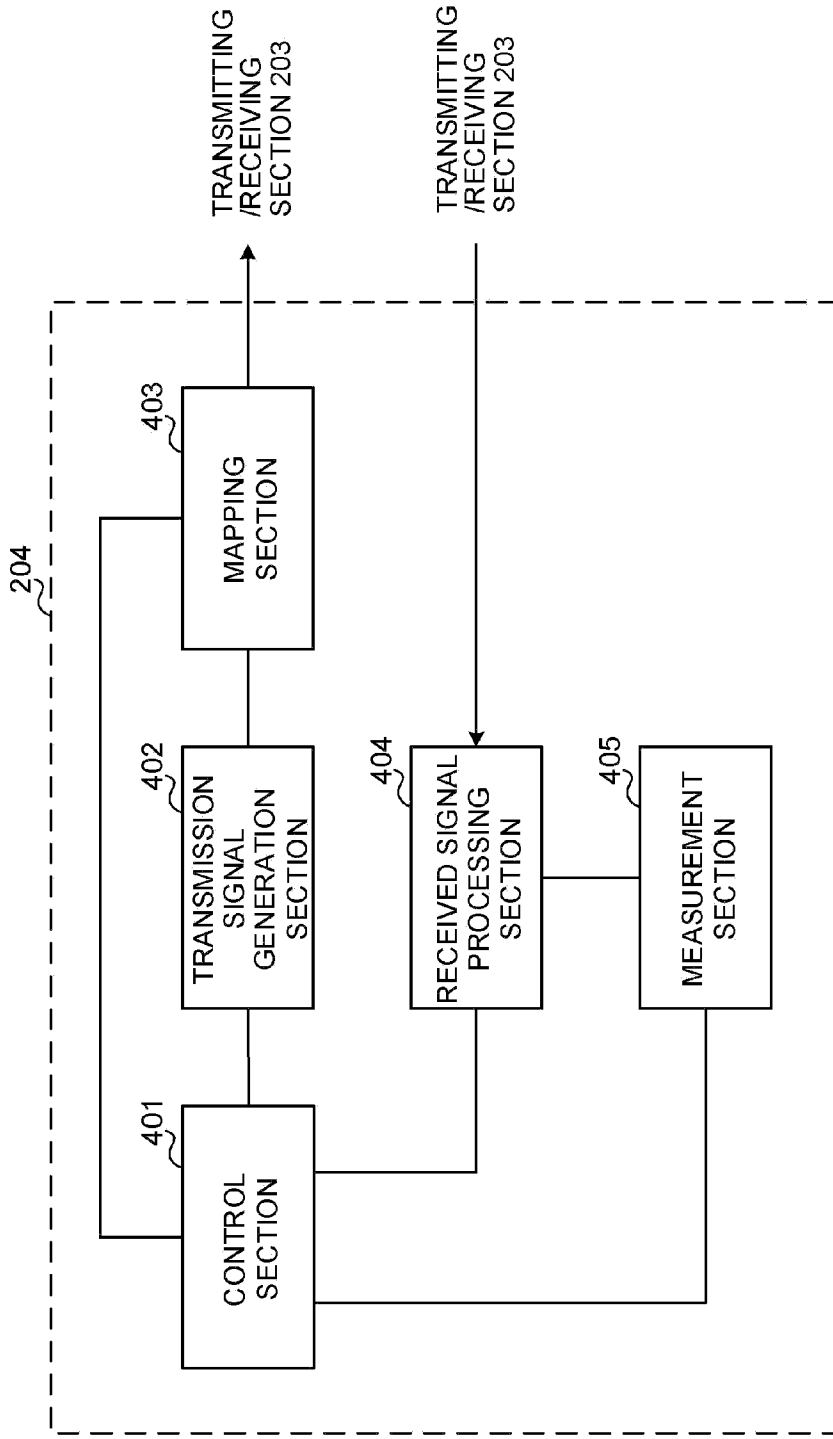 204
401
CONTROL
SECTION
402
TRANSMISSION
SIGNAL
GENERATION
SECTION
403
MAPPING
SECTION
TRANSMITTING
/RECEIVING
SECTION 203
404
RECEIVED SIGNAL
PROCESSING
SECTION
TRANSMITTING
/RECEIVING
SECTION 203
405
MEASUREMENT
SECTION